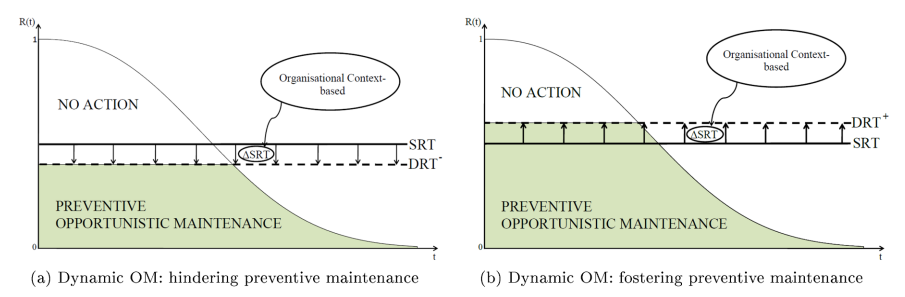 R(t)
1
Organisational Context-
based
NO ACTION
SRT
ΔSRT
DRT-
PREVENTIVE
OPPORTUNISTIC MAINTENANCE
0
t
(a) Dynamic OM: hindering preventive maintenance
R(t)
1
Organisational Context-
based
NO ACTION
DRT+
ΔSRT
SRT
PREVENTIVE
OPPORTUNISTIC MAINTENANCE
0
t
(b) Dynamic OM: fostering preventive maintenance